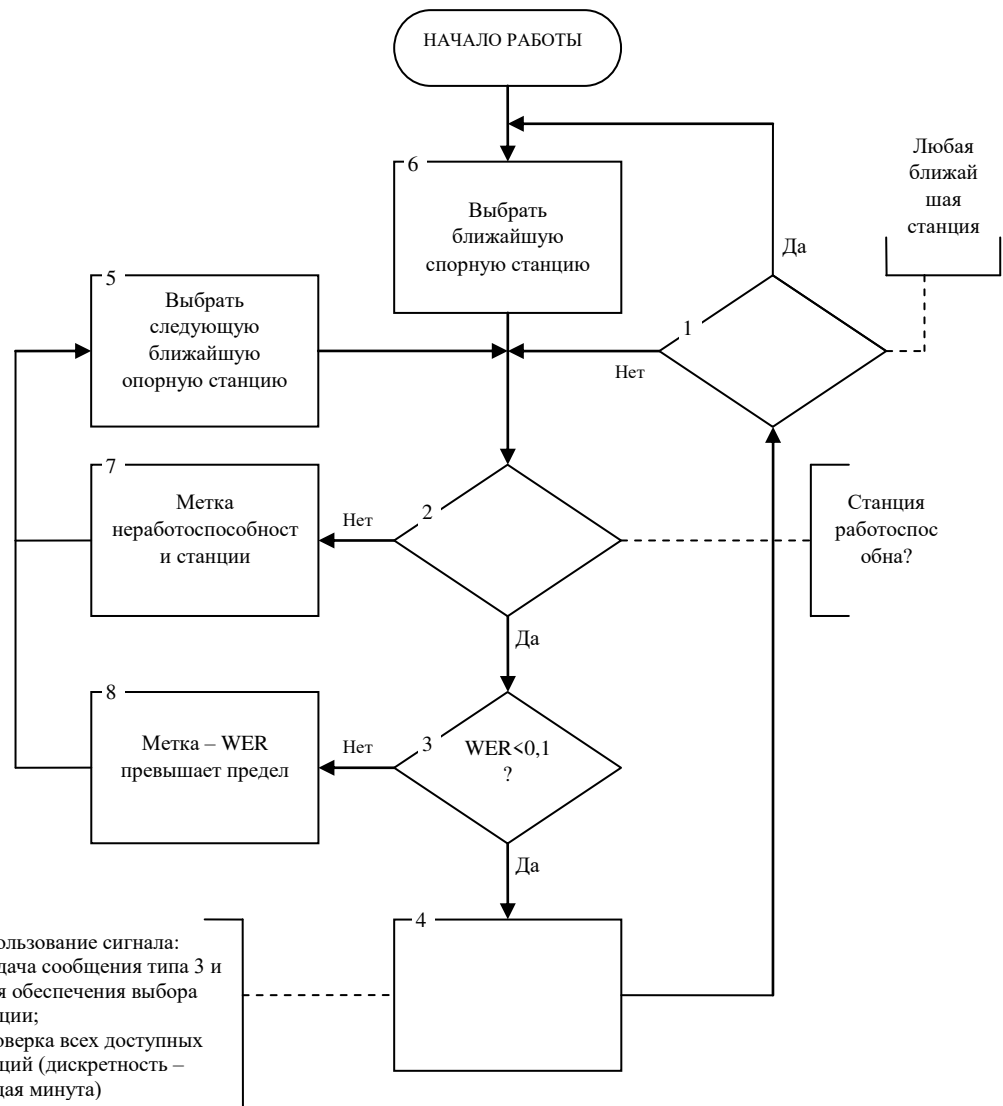 НАЧАЛО РАБОТЫ
6
Выбрать
ближайшую
спорную станцию
Любая
ближай
шая
станция
Да
1
Нет
5
Выбрать
следующую
ближайшую
опорную станцию
7
Метка
неработоспособност
и станции
Нет
2
Станция
работоспос
обна?
Да
8
Метка – WER
превышает предел
Нет
3
WER<0,1
?
Да
4
ользование сигнала:
дача сообщения типа 3 и
я обеспечения выбора
ции;
оверка всех доступных
ций (дискретность –
дая минута)